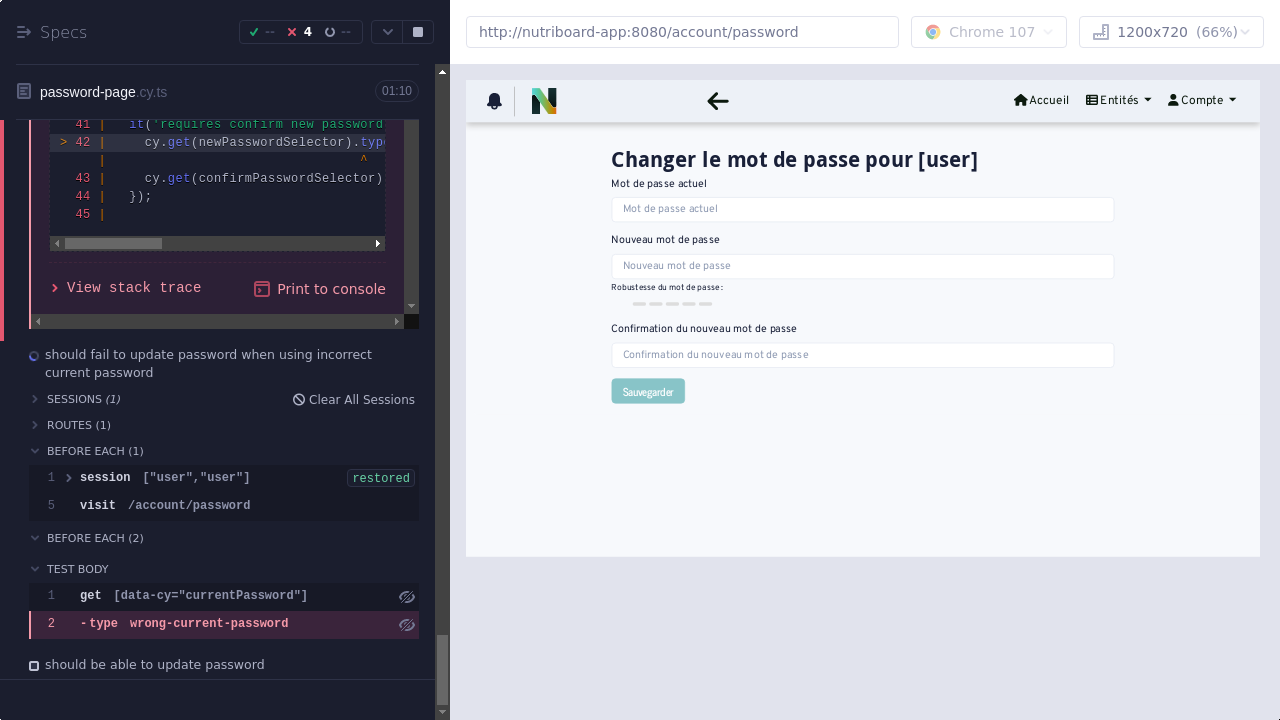 Specs
-- 4 --
password-page.cy.ts 01:10
41 | it('requires confirm new password
> 42 | cy.get(newPasswordSelector).type
| ^
43 | cy.get(confirmPasswordSelector)
44 | });
45 |
View stack trace
Print to console
should fail to update password when using incorrect
current password
SESSIONS (1)
Clear All Sessions
ROUTES (1)
BEFORE EACH (1)
1 session ["user","user"] restored
5 visit /account/password
BEFORE EACH (2)
TEST BODY
1 get [data-cy="currentPassword"]
2 -type wrong-current-password
should be able to update password
http://nutriboard-app:8080/account/password
Chrome 107
1200x720 (66%)
N
Accueil
Entités
Compte
Changer le mot de passe pour [user]
Mot de passe actuel
Mot de passe actuel
Nouveau mot de passe
Nouveau mot de passe
Robustesse du mot de passe :
Confirmation du nouveau mot de passe
Confirmation du nouveau mot de passe
Sauvegarder